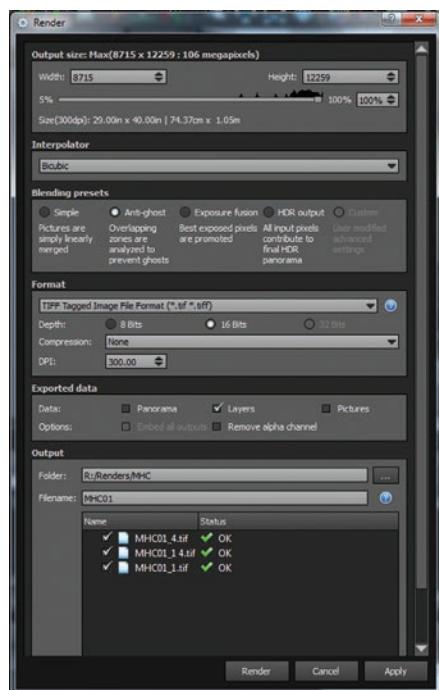 Render
Output size: Max(8715 x 12259 : 106 megapixels)
Width: 8715 Height: 12259
5% 100% 100%
Size(300dpi): 29.00in x 40.00in | 74.37cm x 1.05m
Interpolator
Bicubic
Blending presets
Simple Anti-ghost Exposure fusion HDR output Custom
Pictures are Overlapping Best exposed pixels All input pixels User modified
simply linearly zones are are promoted contribute to advanced
merged analyzed to final HDR settings
prevent ghosts panorama
Format
TIFF Tagged Image File Format (*.tif *.tiff)
Depth: 8 Bits 16 Bits 32 Bits
Compression: None
DPI: 300.00
Exported data
Data: Panorama Layers Pictures
Options: Embed all outputs Remove alpha channel
Output
Folder: R:/Renders/MHC ...
Filename: MHC01
Name Status
MHC01_4.tif OK
MHC01_1 4.tif OK
MHC01_1.tif OK
Render Cancel Apply